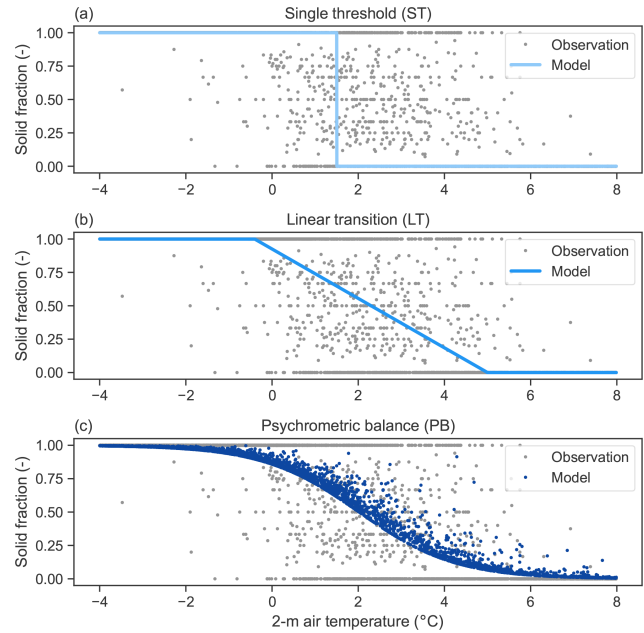 (a) Single threshold (ST)
1.00
0.75
0.50
0.25
0.00
Solid fraction (-)
Observation
Model
−4 −2 0 2 4 6 8
(b) Linear transition (LT)
1.00
0.75
0.50
0.25
0.00
Solid fraction (-)
Observation
Model
−4 −2 0 2 4 6 8
(c) Psychrometric balance (PB)
1.00
0.75
0.50
0.25
0.00
Solid fraction (-)
Observation
Model
−4 −2 0 2 4 6 8
2-m air temperature (°C)